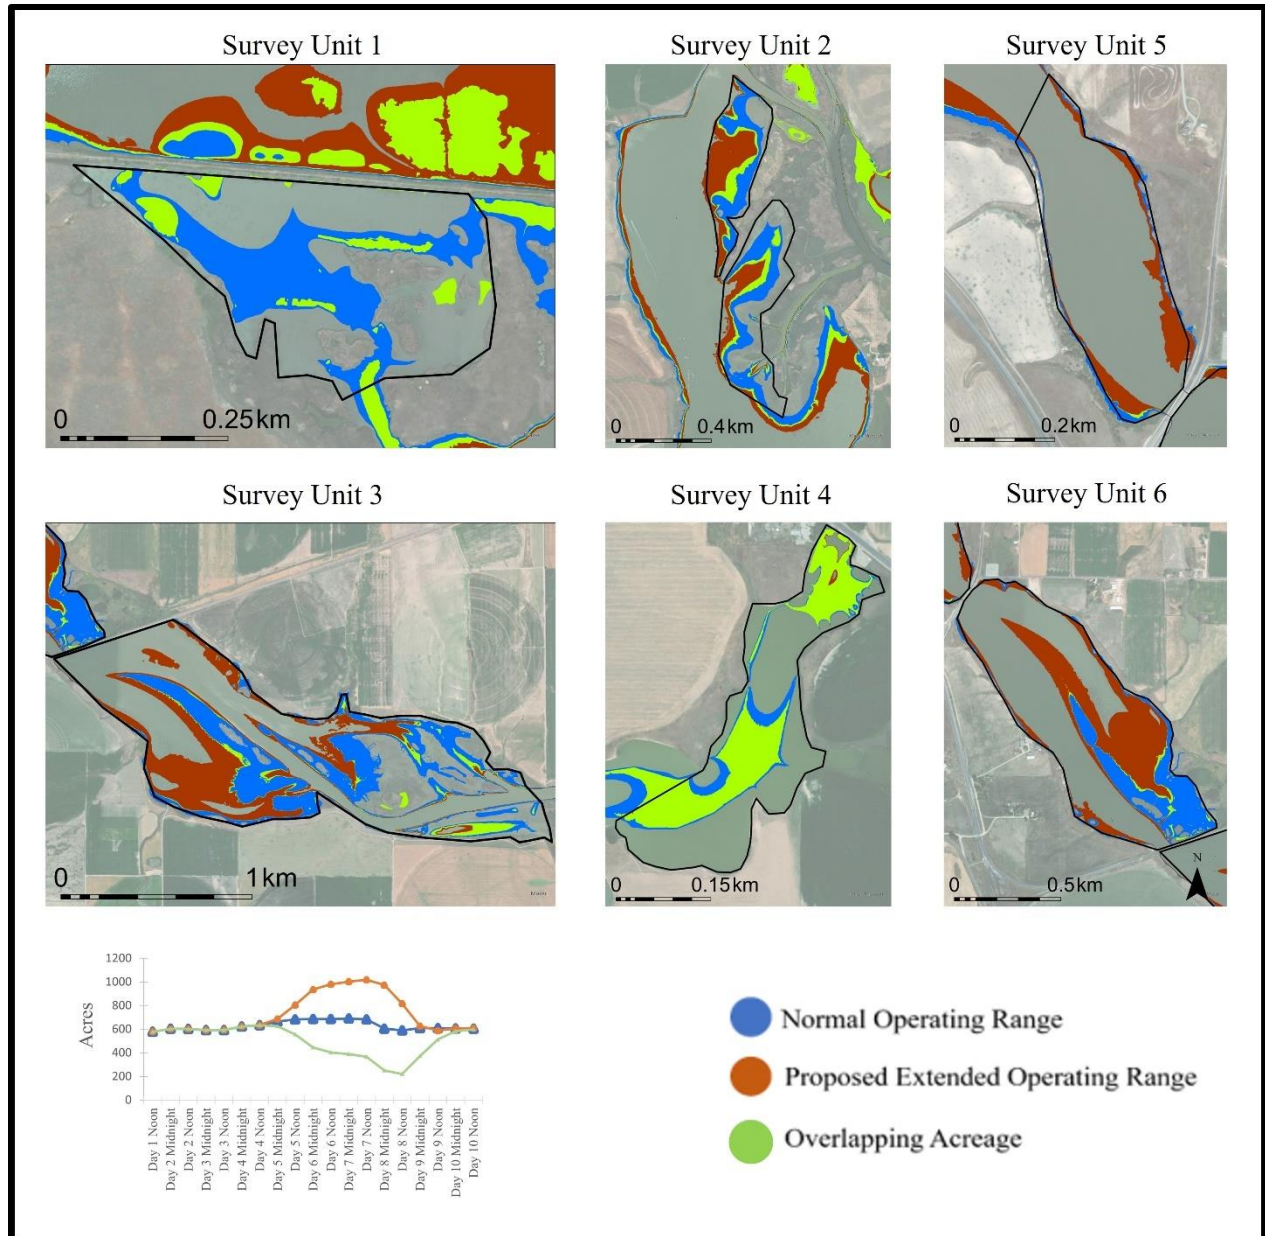 Survey Unit 1
Survey Unit 2
Survey Unit 5
0 0.25km
0 0.4km
0 0.2km
Survey Unit 3
Survey Unit 4
Survey Unit 6
0 1km
0 0.15km
0 0.5km
N
Acres
1200
1000
800
600
400
200
0
Day 1 Noon
Day 2 Midnight
Day 2 Noon
Day 3 Midnight
Day 3 Noon
Day 4 Midnight
Day 4 Noon
Day 5 Midnight
Day 5 Noon
Day 6 Midnight
Day 6 Noon
Day 7 Midnight
Day 7 Noon
Day 8 Midnight
Day 8 Noon
Day 9 Midnight
Day 9 Noon
Day 10 Midnight
Day 10 Noon
Normal Operating Range
Proposed Extended Operating Range
Overlapping Acreage